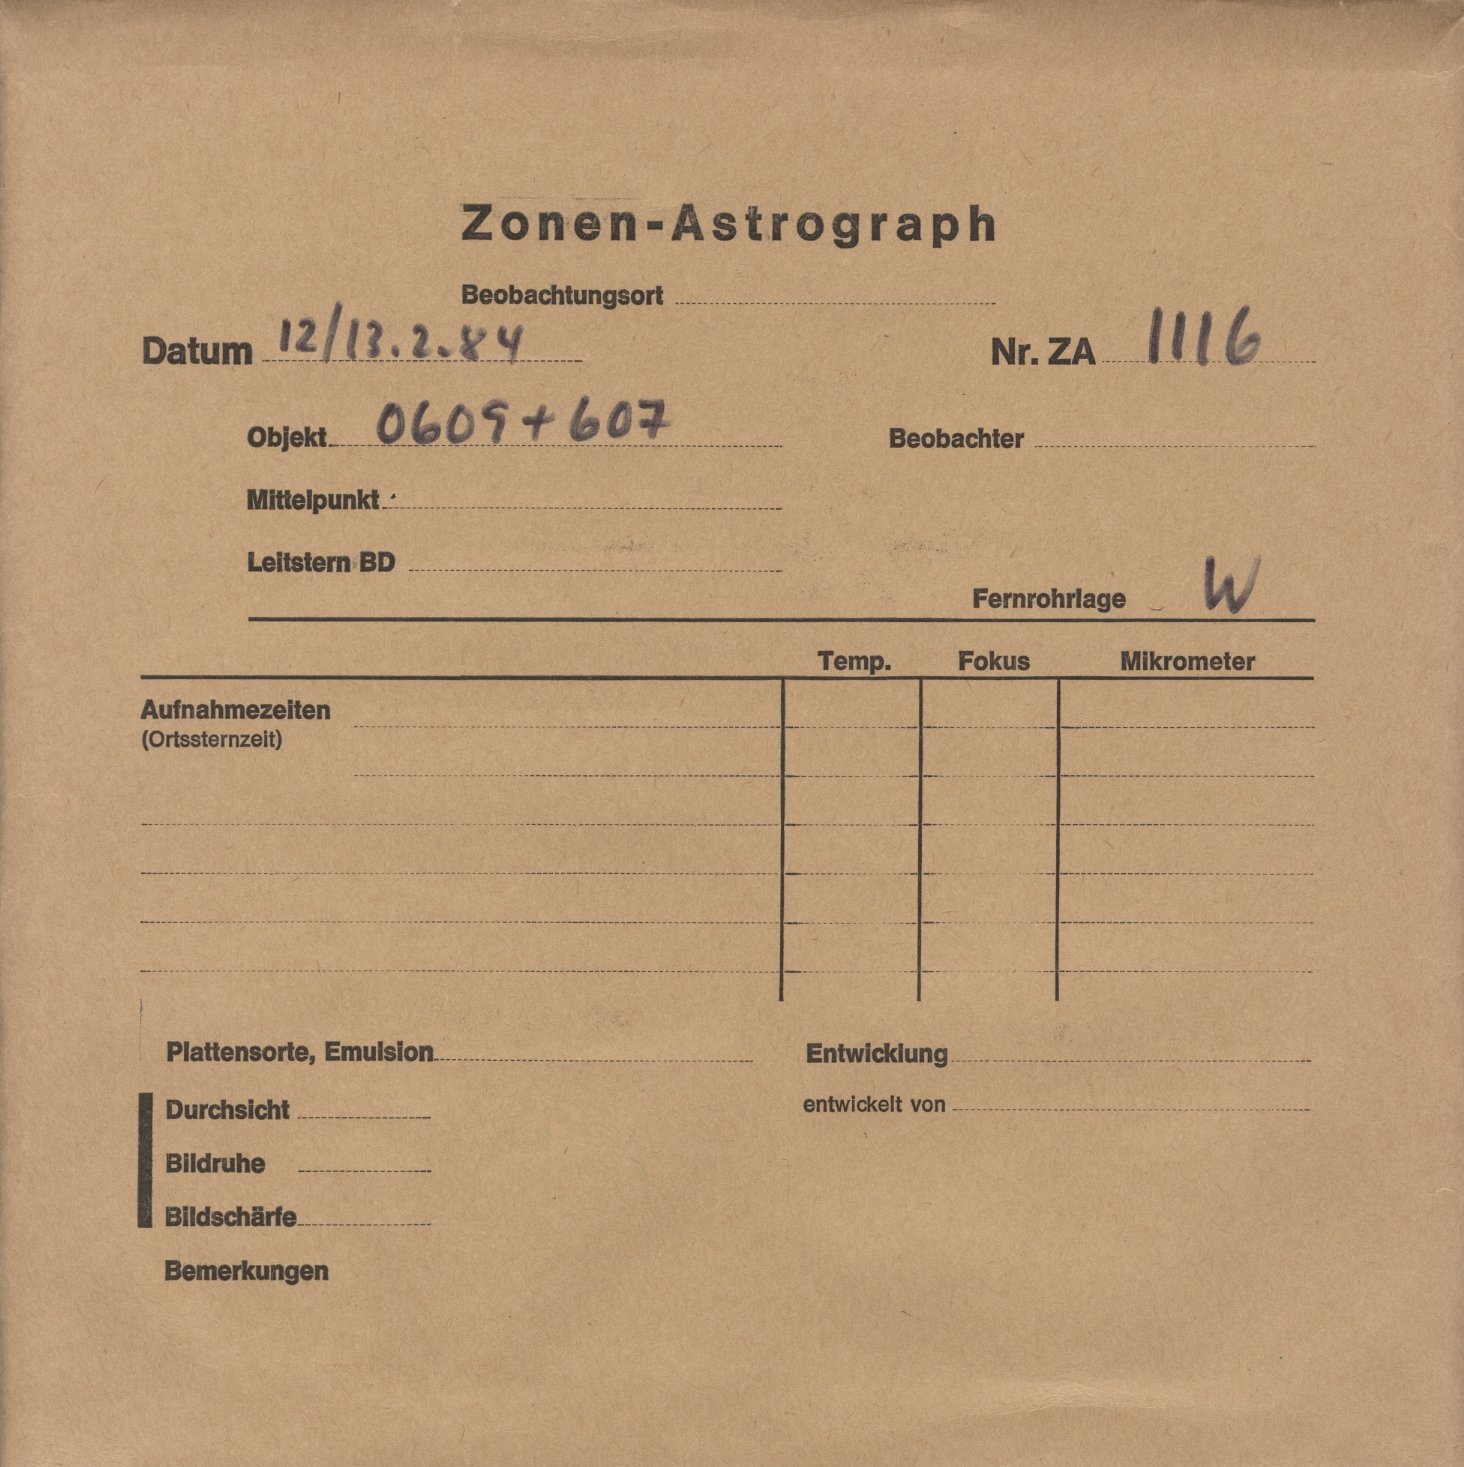 Zonen-Astrograph
Beobachtungsort
Datum 12/13.2.84
Nr. ZA 1116
Objekt 0609+607
Beobachter
Mittelpunkt
Leitstern BD
Fernrohrlage W
Temp. Fokus Mikrometer
Aufnahmezeiten
(Ortssternzeit)
Plattensorte, Emulsion
Entwicklung
Durchsicht
entwickelt von
Bildruhe
Bildschärfe
Bemerkungen